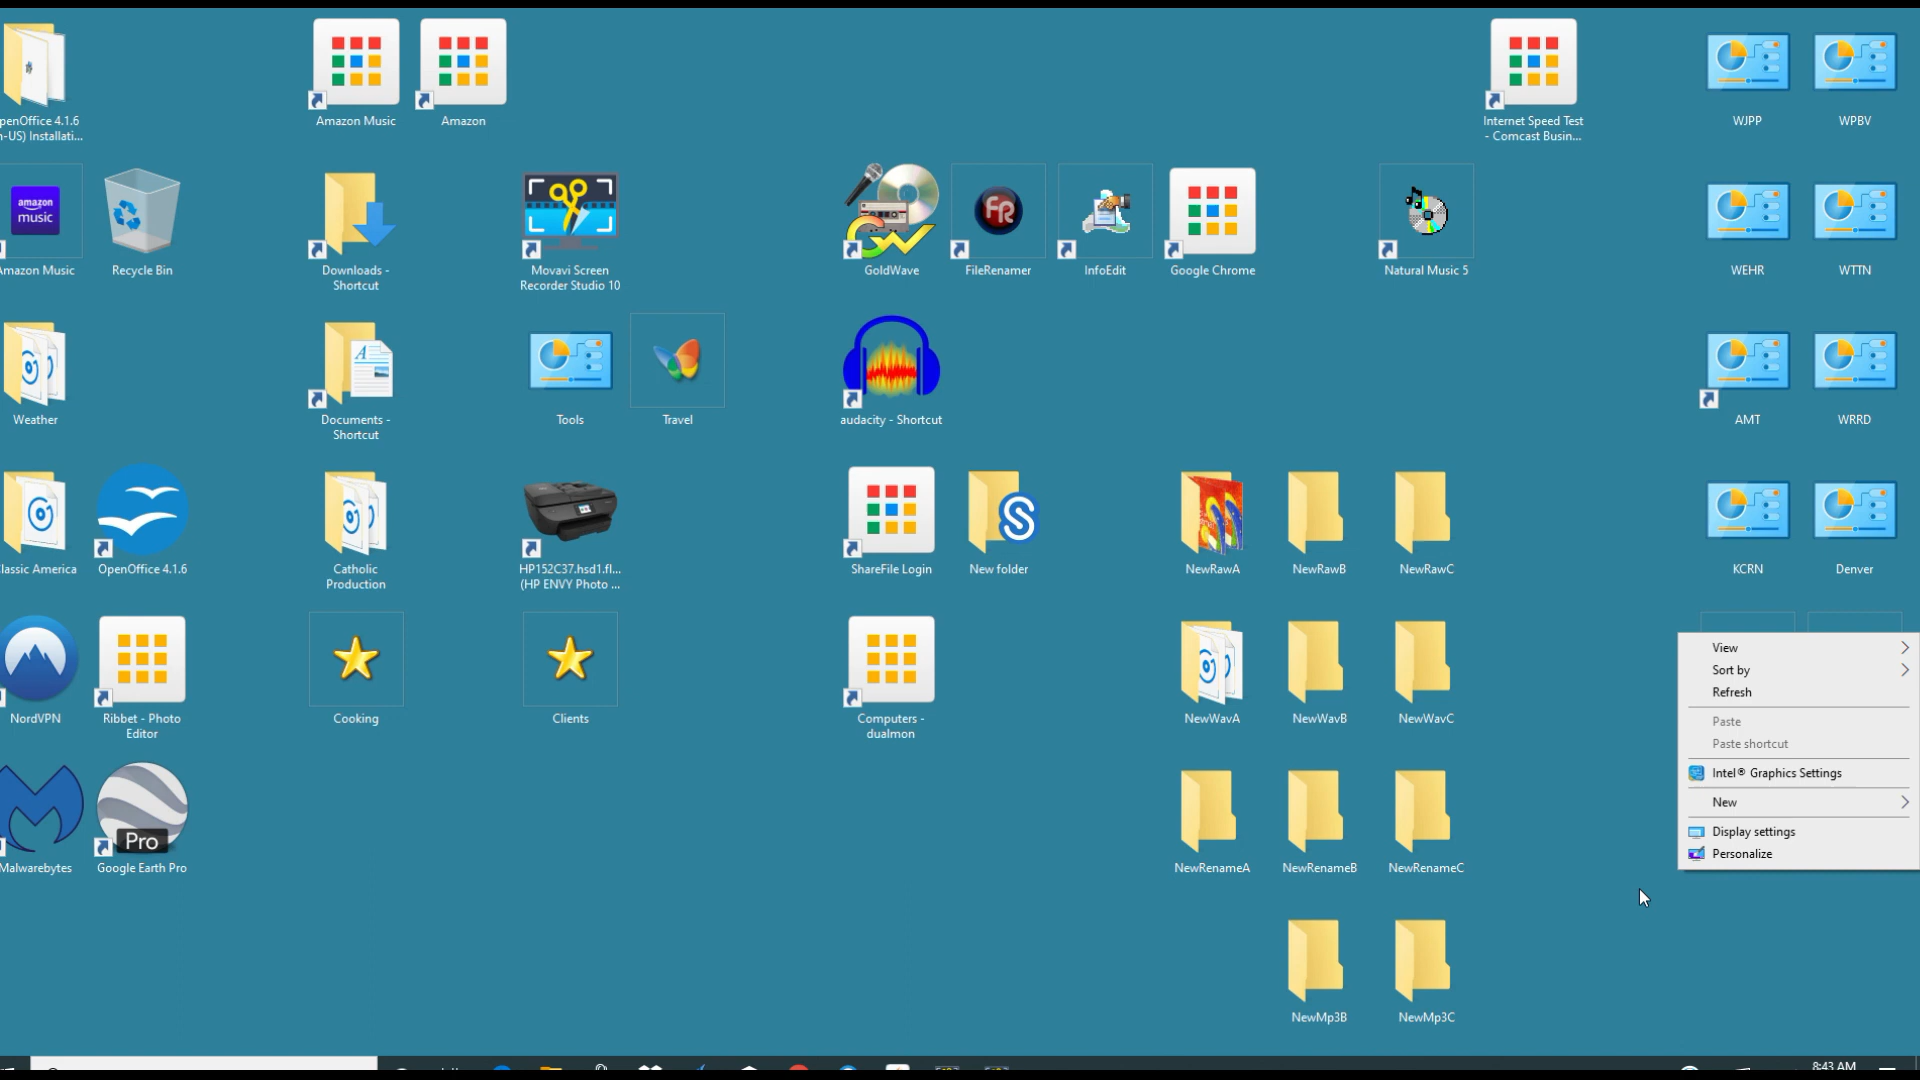 Amazon Music
Amazon
Internet Speed Test
- Comcast Busin...
WJPP
WPBV
penOffice 4.1.6
n-US) Installati...
amazon
music
Amazon Music
Recycle Bin
Downloads -
Shortcut
Movavi Screen
Recorder Studio 10
GW
GoldWave
FR
FileRenamer
InfoEdit
Google Chrome
Natural Music 5
WEHR
WTTN
Weather
Documents -
Shortcut
Tools
Travel
audacity - Shortcut
AMT
WRRD
lassic America
OpenOffice 4.1.6
Catholic
Production
HP152C37.hsd1.fl...
(HP ENVY Photo ...
ShareFile Login
S
New folder
NewRawA
NewRawB
NewRawC
KCRN
Denver
NordVPN
Ribbet - Photo
Editor
Cooking
Clients
Computers -
dualmon
NewWavA
NewWavB
NewWavC
View
Sort by
Refresh
Paste
Paste shortcut
Intel® Graphics Settings
New
Display settings
Personalize
Malwarebytes
Pro
Google Earth Pro
NewRenameA
NewRenameB
NewRenameC
NewMp3B
NewMp3C
8:43 AM